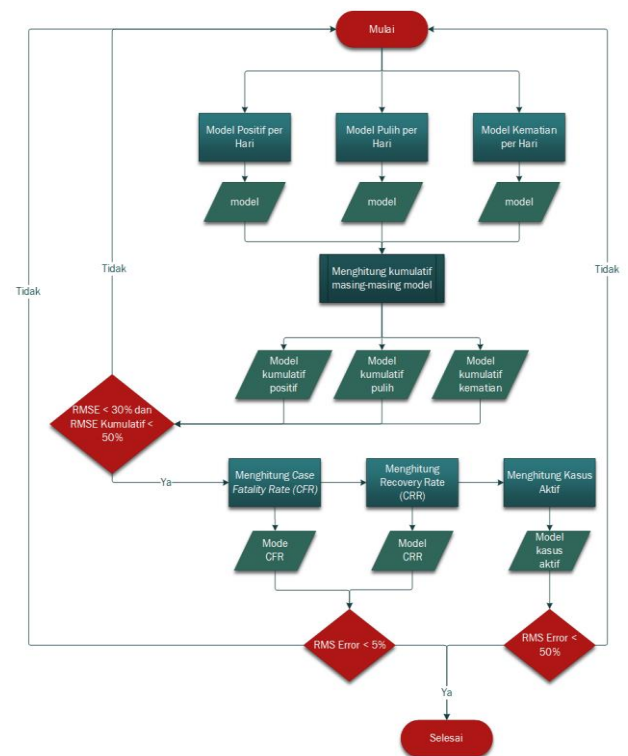 Mulai
Model Positif per
Hari
Model Pulih per
Hari
Model Kematian
per Hari
model
model
model
Tidak
Tidak
Tidak
Menghitung kumulatif
masing-masing model
Model
kumulatif
positif
Model
kumulatif
pulih
Model
kumulatif
kematian
RMSE < 30% dan
RMSE Kumulatif <
50%
Ya
Menghitung Case
Fatality Rate (CFR)
Menghitung
Recovery Rate
(CRR)
Menghitung Kasus
Aktif
Mode
CFR
Model
CRR
Model
kasus
aktif
RMS Error < 5%
RMS Error <
50%
Ya
Selesai